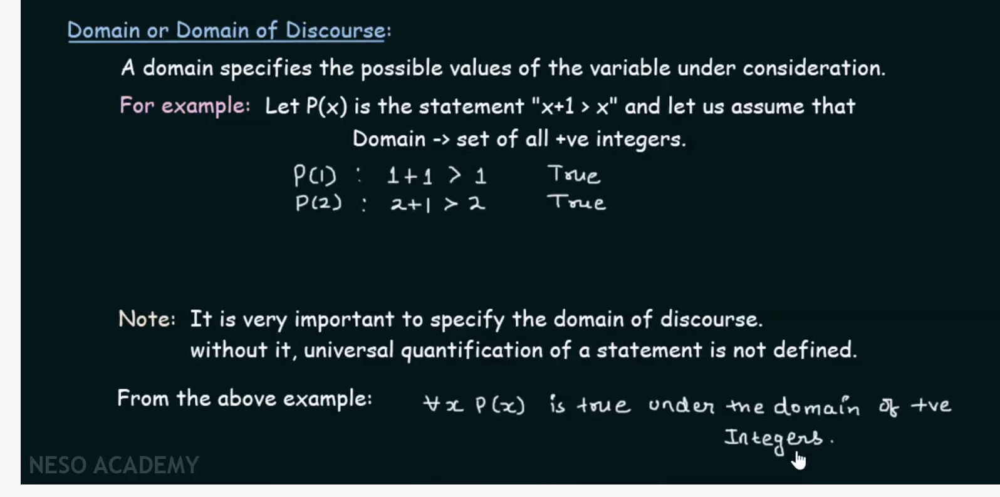 Domain or Domain of Discourse:
A domain specifies the possible values of the variable under consideration.
For example: Let P(x) is the statement "x+1 > x" and let us assume that
Domain -> set of all +ve integers.
P(1) : 1+1 > 1 True
P(2) : 2+1 > 2 True
Note: It is very important to specify the domain of discourse.
without it, universal quantification of a statement is not defined.
From the above example: ∀x P(x) is true under the domain of +ve
Integers.
NESO ACADEMY